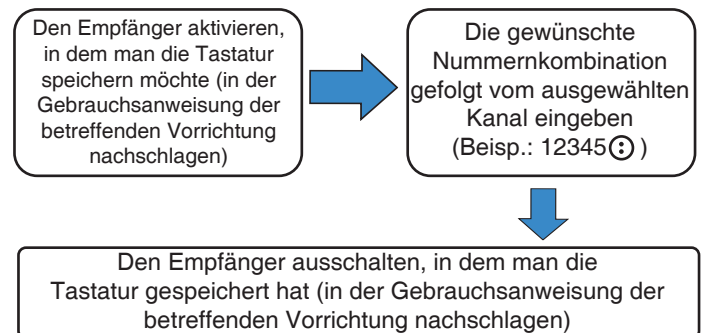 Den Empfänger aktivieren,
in dem man die Tastatur
speichern möchte (in der
Gebrauchsanweisung der
betreffenden Vorrichtung
nachschlagen)
Die gewünschte
Nummernkombination
gefolgt vom ausgewählten
Kanal eingeben
(Beisp.: 12345 )
Den Empfänger ausschalten, in dem man die
Tastatur gespeichert hat (in der Gebrauchsanweisung der
betreffenden Vorrichtung nachschlagen)